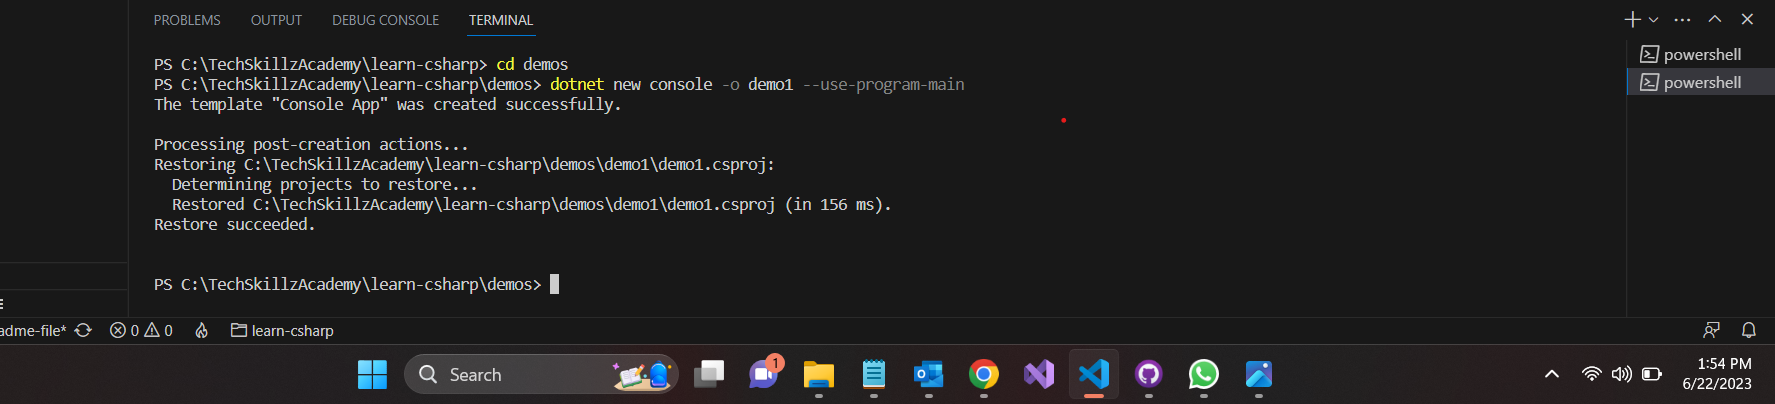 PROBLEMS OUTPUT DEBUG CONSOLE TERMINAL
PS C:\TechSkillzAcademy\learn-csharp> cd demos
PS C:\TechSkillzAcademy\learn-csharp\demos> dotnet new console -o demo1 --use-program-main
The template "Console App" was created successfully.
Processing post-creation actions...
Restoring C:\TechSkillzAcademy\learn-csharp\demos\demo1\demo1.csproj:
Determining projects to restore...
Restored C:\TechSkillzAcademy\learn-csharp\demos\demo1\demo1.csproj (in 156 ms).
Restore succeeded.
PS C:\TechSkillzAcademy\learn-csharp\demos>
powershell
powershell
adme-file* 0 0 learn-csharp
Search
1
1:54 PM
6/22/2023